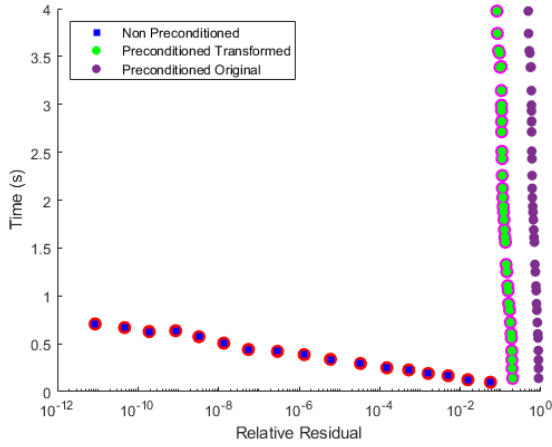 4
3.5
3
2.5
2
1.5
1
0.5
0
Time (s)
Non Preconditioned
Preconditioned Transformed
Preconditioned Original
10^-12 10^-10 10^-8 10^-6 10^-4 10^-2 10^0
Relative Residual